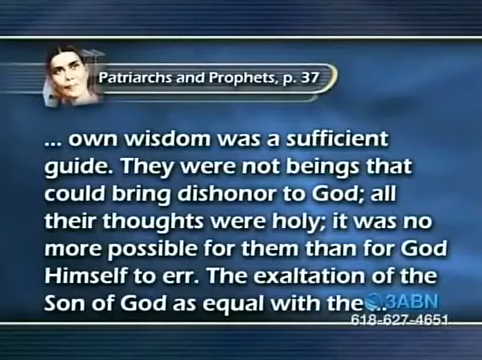 Patriarchs and Prophets, p. 37
... own wisdom was a sufficient
guide. They were not beings that
could bring dishonor to God; all
their thoughts were holy; it was no
more possible for them than for God
Himself to err. The exaltation of the
Son of God as equal with the ...
3ABN
618-627-4651